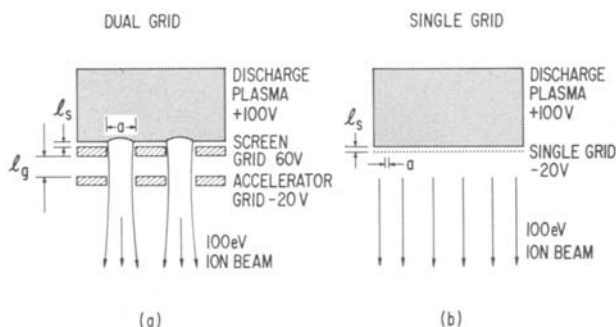 DUAL GRID
ℓs
a
ℓg
DISCHARGE
PLASMA
+100V
SCREEN
GRID 60V
ACCELERATOR
GRID -20V
100eV
ION BEAM
(a)
SINGLE GRID
ℓs
a
DISCHARGE
PLASMA
+100V
SINGLE GRID
-20V
100eV
ION BEAM
(b)